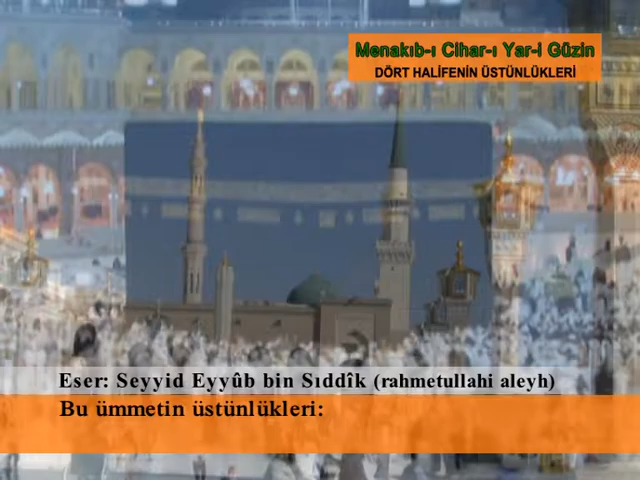 Menakıb-ı Cihar-ı Yar-i Güzin
DÖRT HALİFENİN ÜSTÜNLÜKLERİ
Eser: Seyyid Eyyûb bin Sıddîk (rahmetullahi aleyh)
Bu ümmetin üstünlükleri: